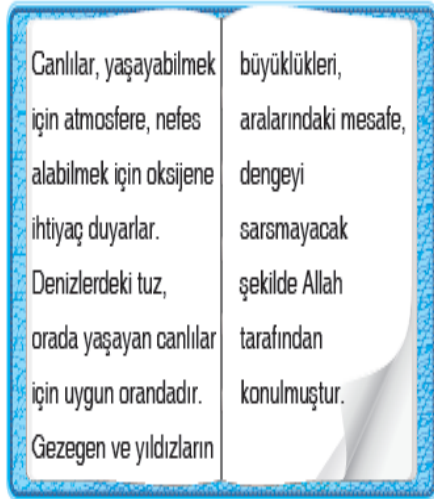 Canlılar, yaşayabilmek
için atmosfere, nefes
alabilmek için oksijene
ihtiyaç duyarlar.
Denizlerdeki tuz,
orada yaşayan canlılar
için uygun orandadır.
Gezegen ve yıldızların
büyüklükleri,
aralarındaki mesafe,
dengeyi
sarsmayacak
şekilde Allah
tarafından
konulmuştur.